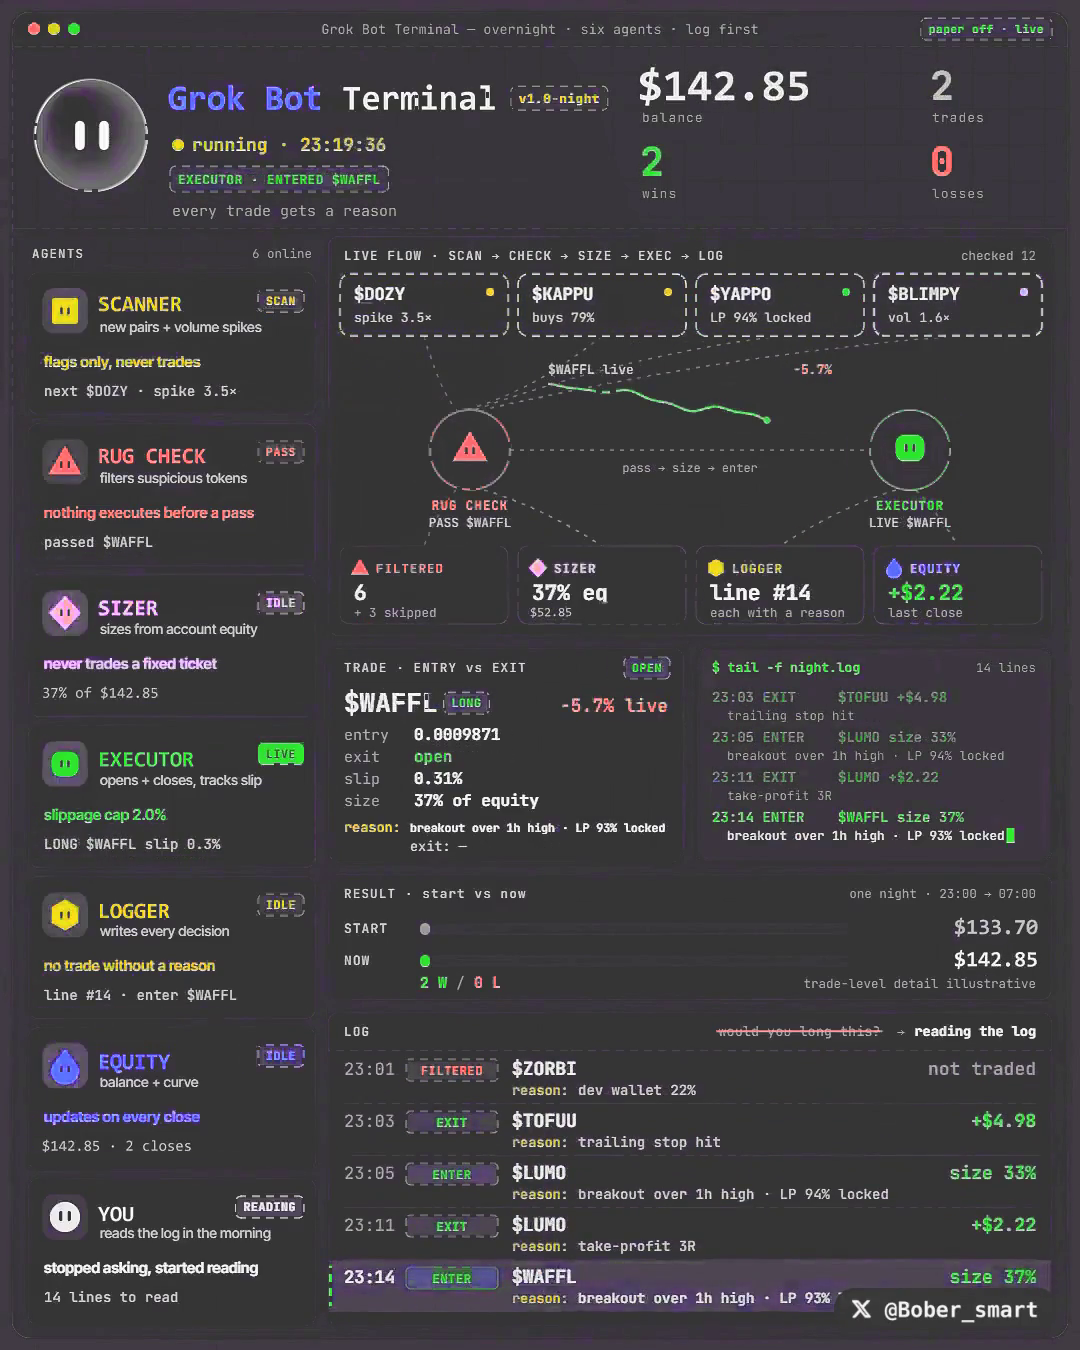 Grok Bot Terminal — overnight · six agents · log first
paper off · live
Grok Bot Terminal v1.0-night
running · 23:19:36
EXECUTOR · ENTERED $WAFFL
every trade gets a reason
$142.85
balance
2
trades
2
wins
0
losses
AGENTS
6 online
SCANNER
SCAN
new pairs + volume spikes
flags only, never trades
next $DOZY · spike 3.5×
RUG CHECK
PASS
filters suspicious tokens
nothing executes before a pass
passed $WAFFL
SIZER
IDLE
sizes from account equity
never trades a fixed ticket
37% of $142.85
EXECUTOR
LIVE
opens + closes, tracks slip
slippage cap 2.0%
LONG $WAFFL slip 0.3%
LOGGER
IDLE
writes every decision
no trade without a reason
line #14 · enter $WAFFL
EQUITY
IDLE
balance + curve
updates on every close
$142.85 · 2 closes
YOU
READING
reads the log in the morning
stopped asking, started reading
14 lines to read
LIVE FLOW · SCAN → CHECK → SIZE → EXEC → LOG
checked 12
$DOZY
spike 3.5×
$KAPPU
buys 79%
$YAPPO
LP 94% locked
$BLIMPY
vol 1.6×
$WAFFL live
-5.7%
pass → size → enter
RUG CHECK
PASS $WAFFL
EXECUTOR
LIVE $WAFFL
FILTERED
6
+ 3 skipped
SIZER
37% eq
$52.85
LOGGER
line #14
each with a reason
EQUITY
+$2.22
last close
TRADE · ENTRY vs EXIT
OPEN
$WAFFL LONG
-5.7% live
entry 0.0009871
exit open
slip 0.31%
size 37% of equity
reason: breakout over 1h high · LP 93% locked
exit: —
$ tail -f night.log
14 lines
23:03 EXIT $TOFUU +$4.98
trailing stop hit
23:05 ENTER $LUMO size 33%
breakout over 1h high · LP 94% locked
23:11 EXIT $LUMO +$2.22
take-profit 3R
23:14 ENTER $WAFFL size 37%
breakout over 1h high · LP 93% locked
RESULT · start vs now
one night · 23:00 → 07:00
START
$133.70
NOW
$142.85
2 W / 0 L
trade-level detail illustrative
LOG
would you long this? → reading the log
23:01 FILTERED $ZORBI not traded
reason: dev wallet 22%
23:03 EXIT $TOFUU +$4.98
reason: trailing stop hit
23:05 ENTER $LUMO size 33%
reason: breakout over 1h high · LP 94% locked
23:11 EXIT $LUMO +$2.22
reason: take-profit 3R
23:14 ENTER $WAFFL size 37%
reason: breakout over 1h high · LP 93%
X @Bober_smart